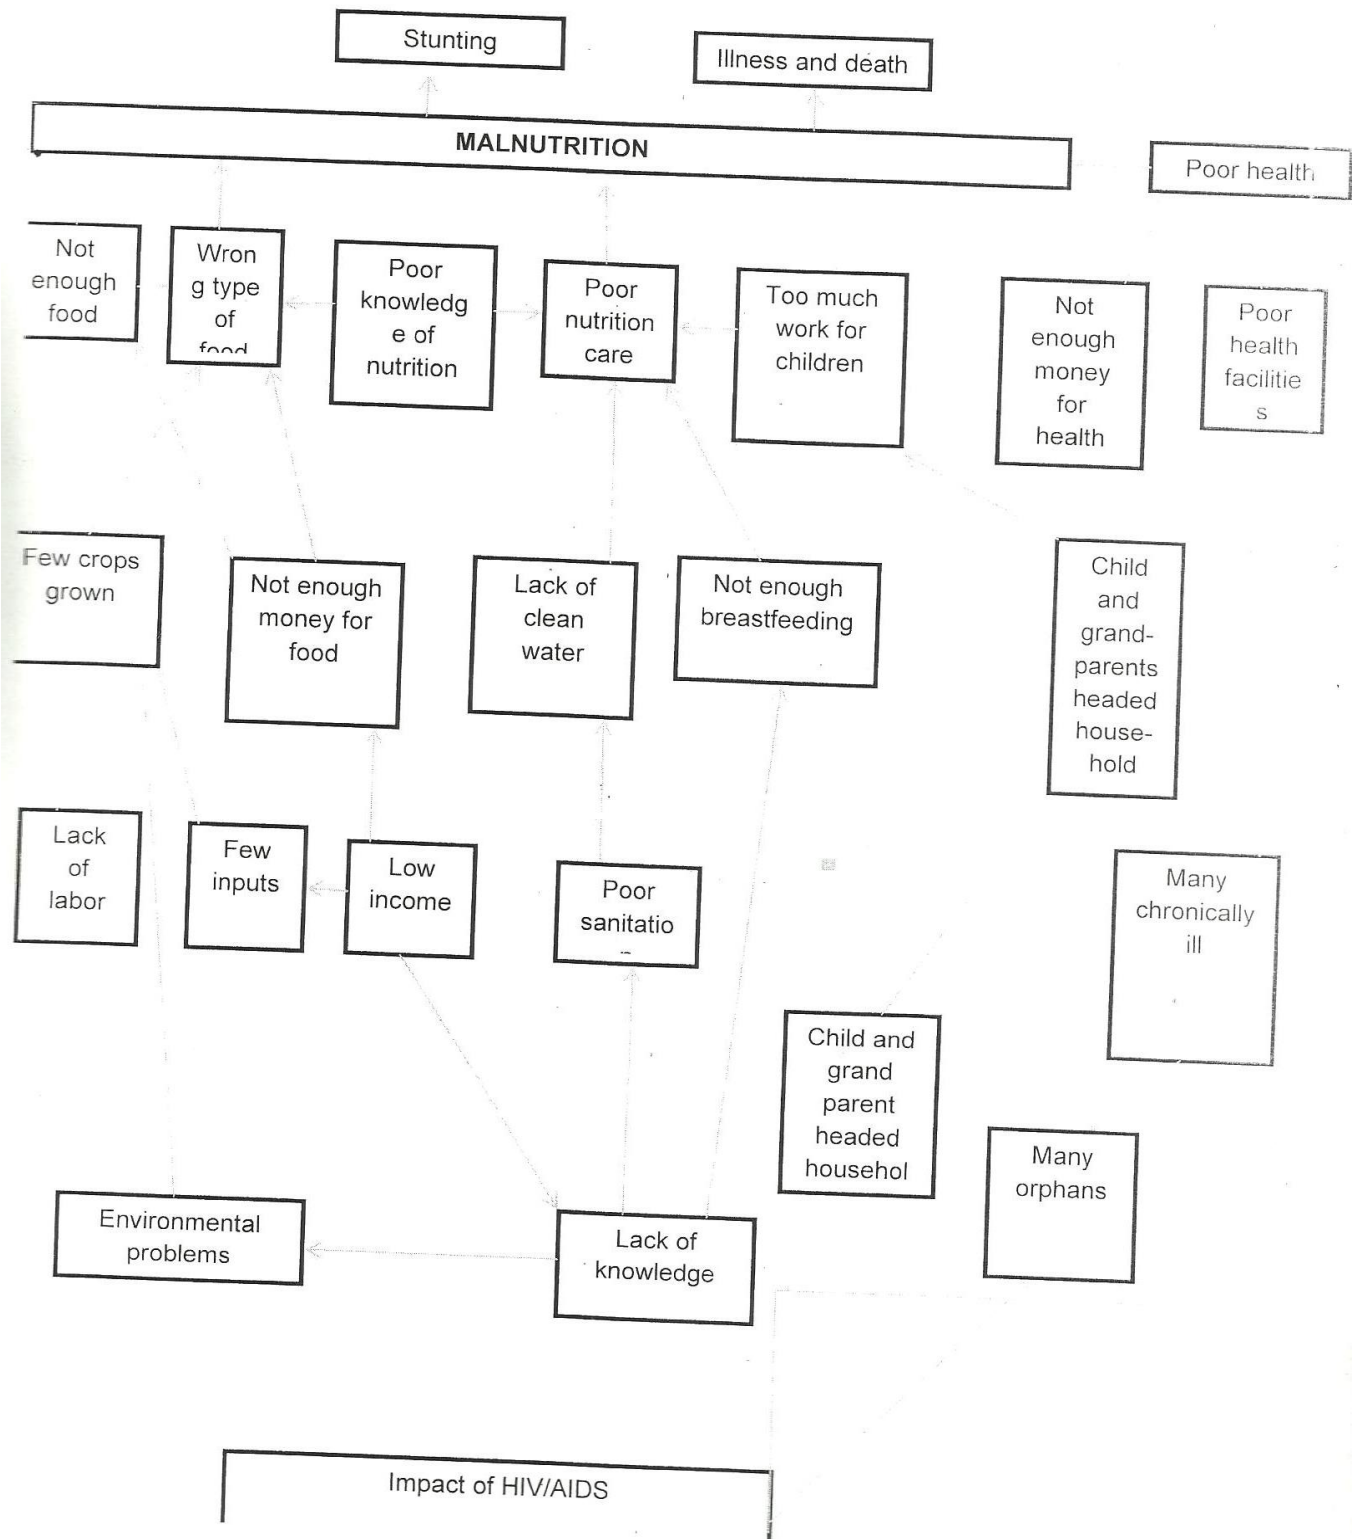 Stunting
Illness and death
MALNUTRITION
Poor health
Not
enough
food
Wron
g type
of
food
Poor
knowledg
e of
nutrition
Poor
nutrition
care
Too much
work for
children
Not
enough
money
for
health
Poor
health
facilitie
s
Few crops
grown
Not enough
money for
food
Lack of
clean
water
Not enough
breastfeeding
Child
and
grand-
parents
headed
house-
hold
Lack
of
labor
Few
inputs
Low
income
Poor
sanitatio
Many
chronically
ill
Child and
grand
parent
headed
househol
Many
orphans
Environmental
problems
Lack of
knowledge
Impact of HIV/AIDS